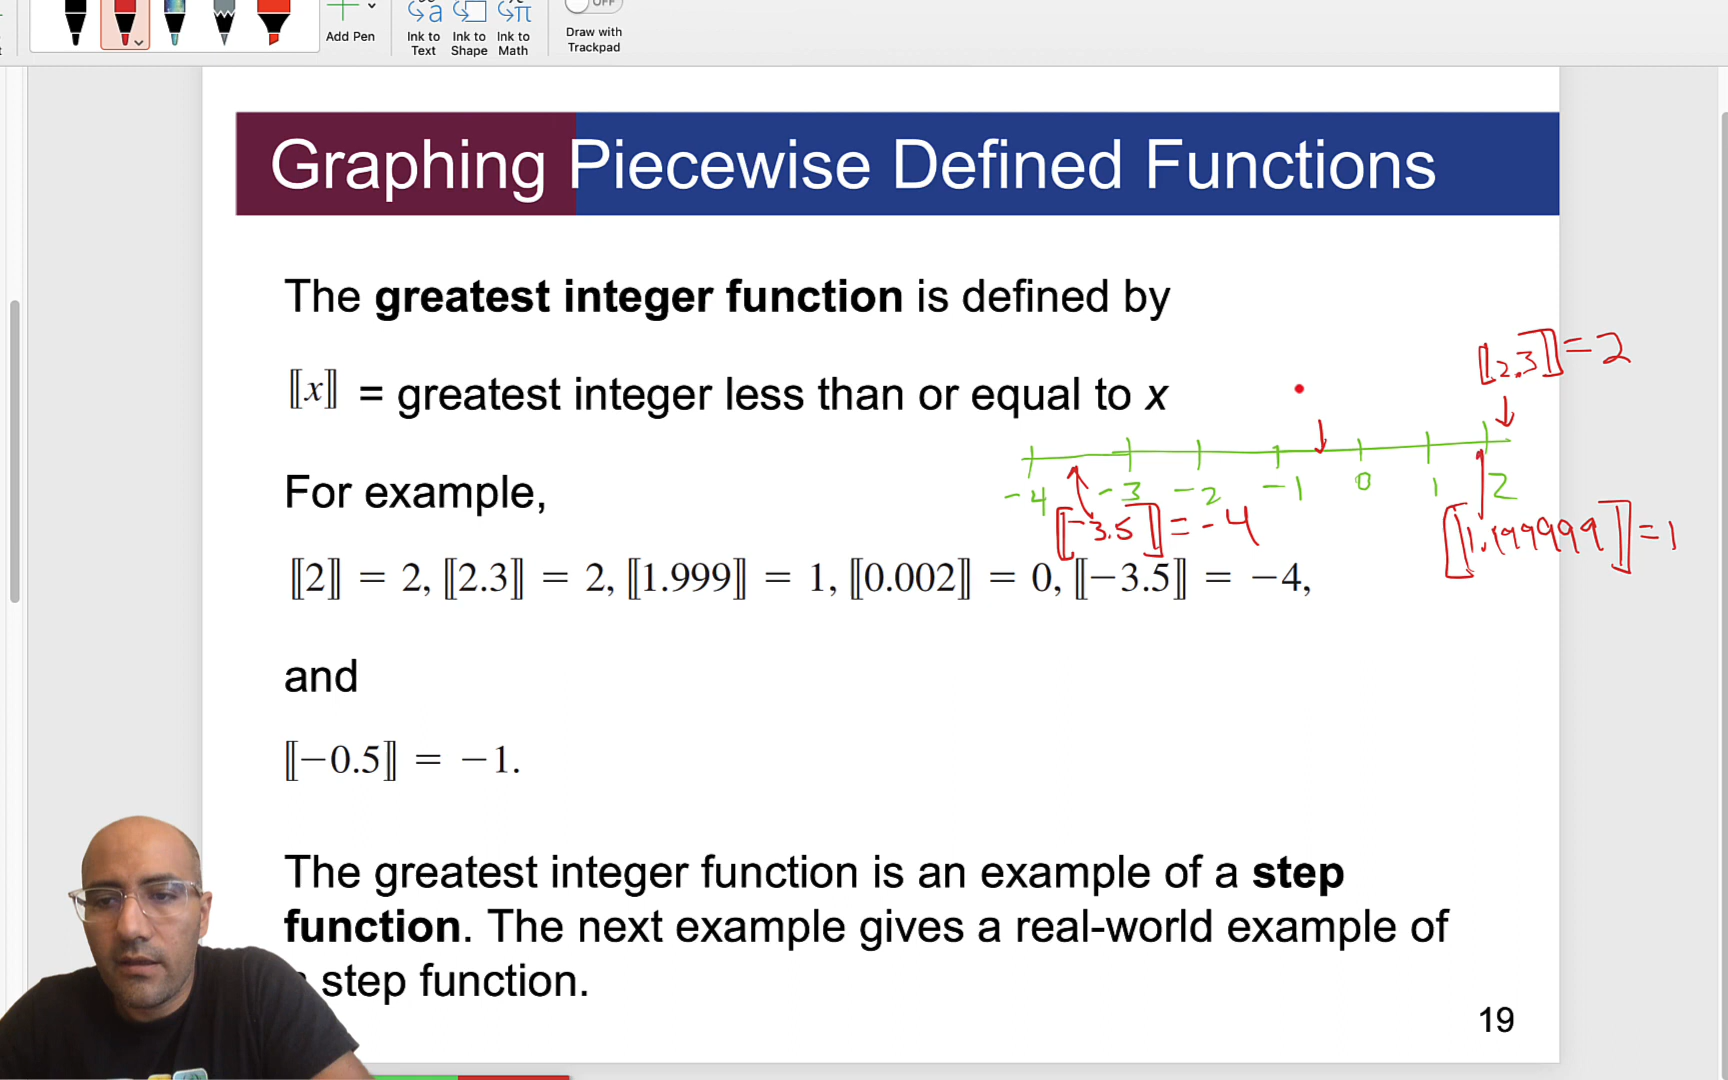 OFF
Add Pen
Ink to Text
Ink to Shape
Ink to Math
Draw with Trackpad
Graphing Piecewise Defined Functions
The greatest integer function is defined by
⟦2.3⟧ = 2
⟦x⟧ = greatest integer less than or equal to x
-4 -3 -2 -1 0 1 2
For example,
⟦-3.5⟧ = -4
⟦1.999999⟧ = 1
⟦2⟧ = 2, ⟦2.3⟧ = 2, ⟦1.999⟧ = 1, ⟦0.002⟧ = 0, ⟦−3.5⟧ = −4,
and
⟦−0.5⟧ = −1.
The greatest integer function is an example of a step
function. The next example gives a real-world example of
step function.
19